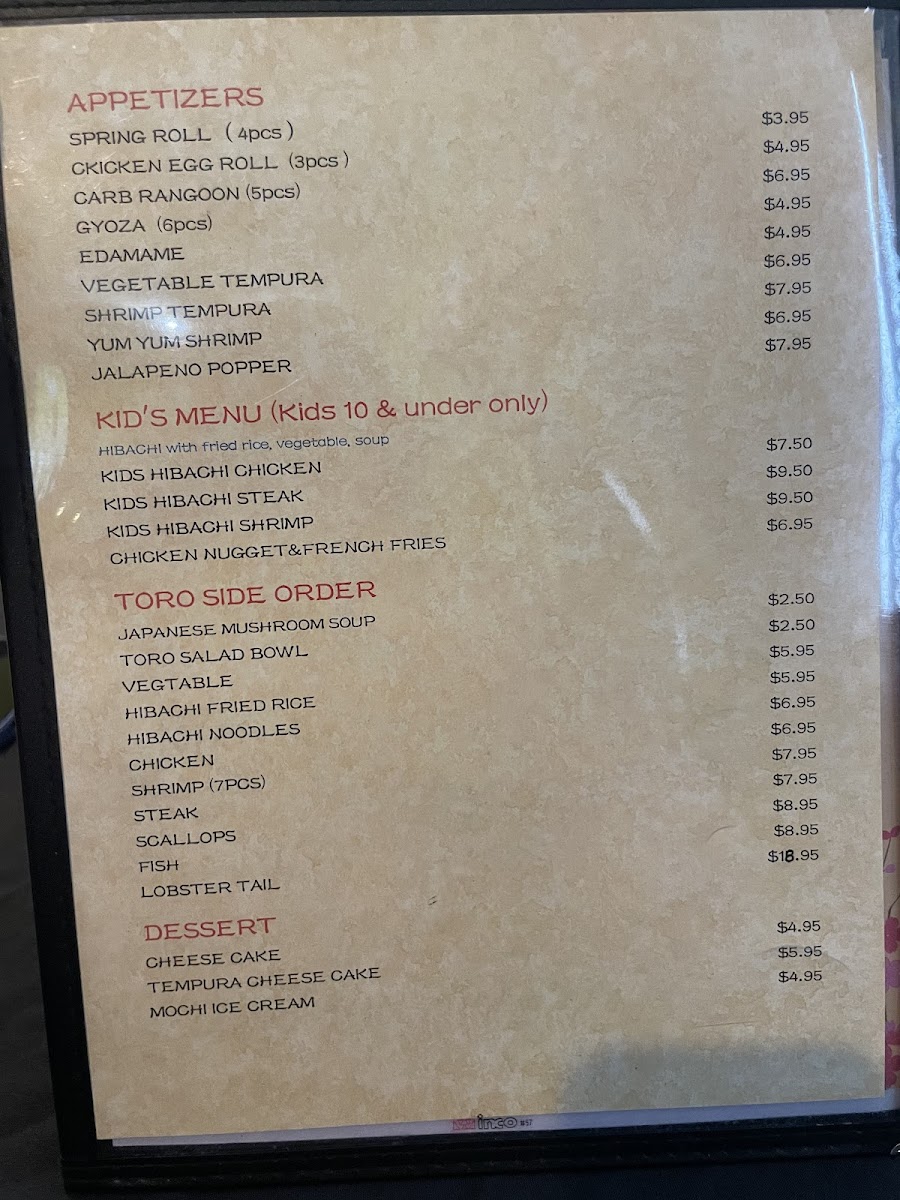 APPETIZERS
SPRING ROLL (4pcs) $3.95
CKICKEN EGG ROLL (3pcs) $4.95
CARB RANGOON (5pcs) $6.95
GYOZA (6pcs) $4.95
EDAMAME $4.95
VEGETABLE TEMPURA $6.95
SHRIMP TEMPURA $7.95
YUM YUM SHRIMP $6.95
JALAPENO POPPER $7.95
KID'S MENU (Kids 10 & under only)
HIBACHI with fried rice, vegetable, soup
KIDS HIBACHI CHICKEN $7.50
KIDS HIBACHI STEAK $9.50
KIDS HIBACHI SHRIMP $9.50
CHICKEN NUGGET&FRENCH FRIES $6.95
TORO SIDE ORDER
JAPANESE MUSHROOM SOUP $2.50
TORO SALAD BOWL $2.50
VEGTABLE $5.95
HIBACHI FRIED RICE $5.95
HIBACHI NOODLES $6.95
CHICKEN $6.95
SHRIMP (7PCS) $7.95
STEAK $7.95
SCALLOPS $8.95
FISH $8.95
LOBSTER TAIL $18.95
DESSERT
CHEESE CAKE $4.95
TEMPURA CHEESE CAKE $5.95
MOCHI ICE CREAM $4.95